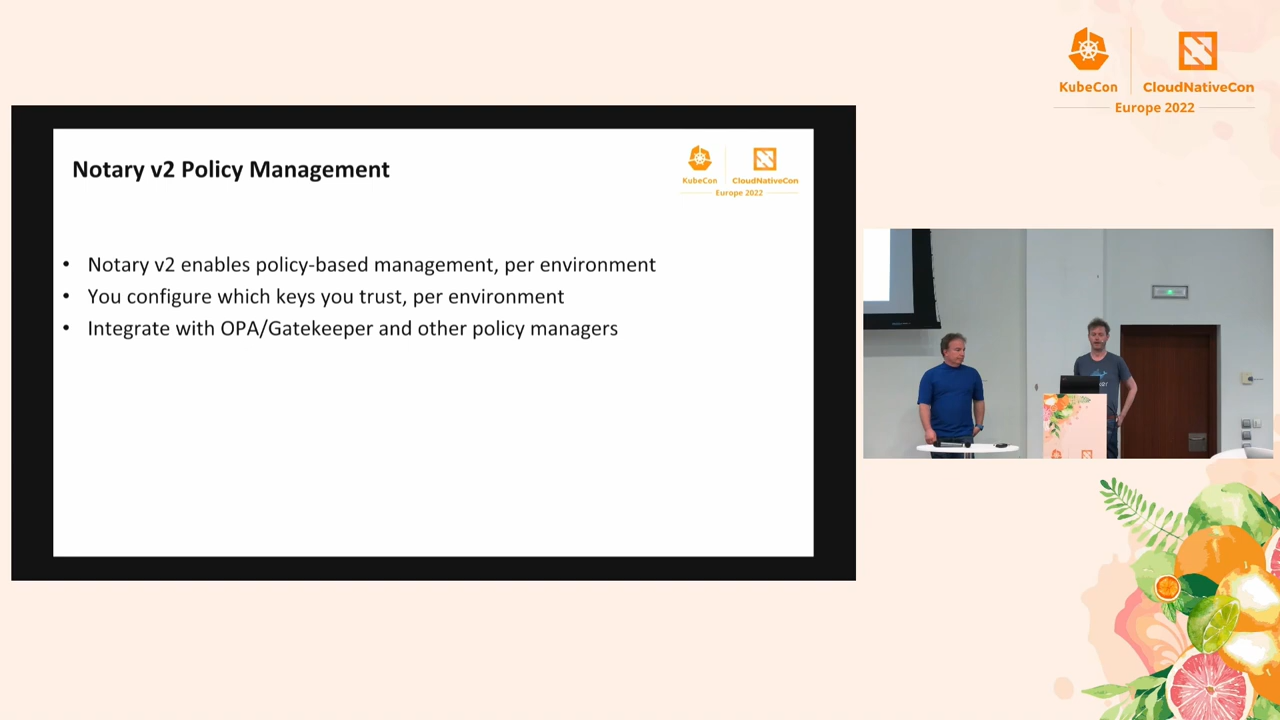 KubeCon
CloudNativeCon
Europe 2022
Notary v2 Policy Management
KubeCon
CloudNativeCon
Europe 2022
• Notary v2 enables policy-based management, per environment
• You configure which keys you trust, per environment
• Integrate with OPA/Gatekeeper and other policy managers